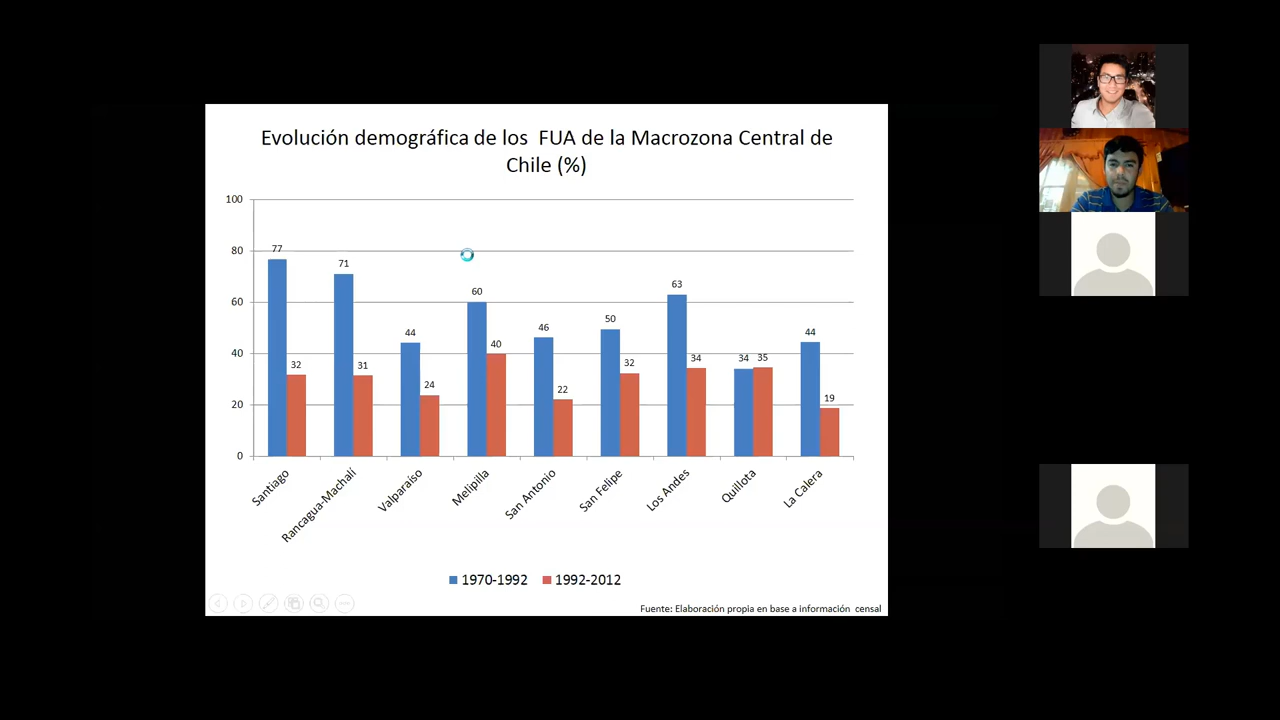 Evolución demográfica de los  FUA de la Macrozona Central de
Chile (%)
100
80
60
40
20
0
77
32
71
31
44
24
60
40
46
22
50
32
63
34
34
35
44
19
Santiago
Rancagua-Machalí
Valparaíso
Melipilla
San Antonio
San Felipe
Los Andes
Quillota
La Calera
1970-1992
1992-2012
Fuente: Elaboración propia en base a información  censal